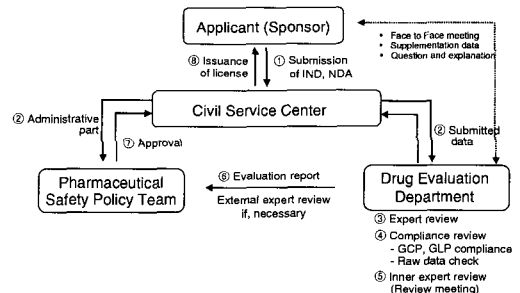 Applicant (Sponsor)
• Face to Face meeting
• Supplementation data
• Question and explanation
⑧ Issuance
of license
① Submission
of IND, NDA
Civil Service Center
② Administrative
part
⑦ Approval
② Submitted
data
Pharmaceutical
Safety Policy Team
⑥ Evaluation report
External expert review
if, necessary
Drug Evaluation
Department
③ Expert review
④ Compliance review
- GCP, GLP compliance
- Raw data check
⑤ Inner expert review
(Review meeting)